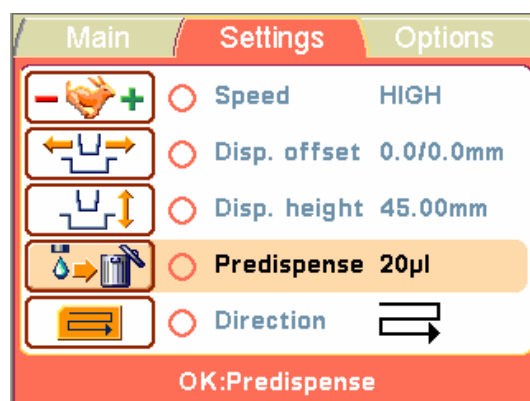 Main Settings Options
Speed HIGH
Disp. offset 0.0/0.0mm
Disp. height 45.00mm
Predispense 20µl
Direction
OK:Predispense